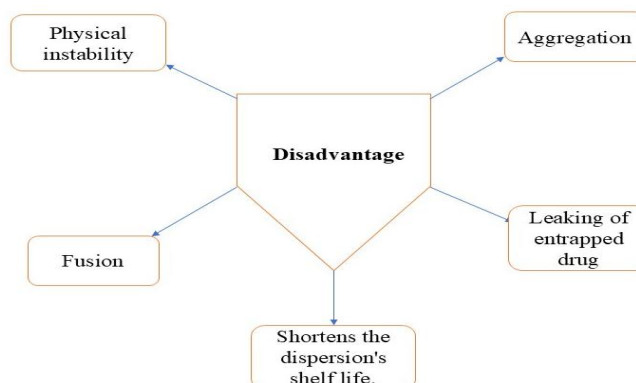 Physical
instability
Aggregation
Disadvantage
Leaking of
entrapped
drug
Fusion
Shortens the
dispersion's
shelf life.